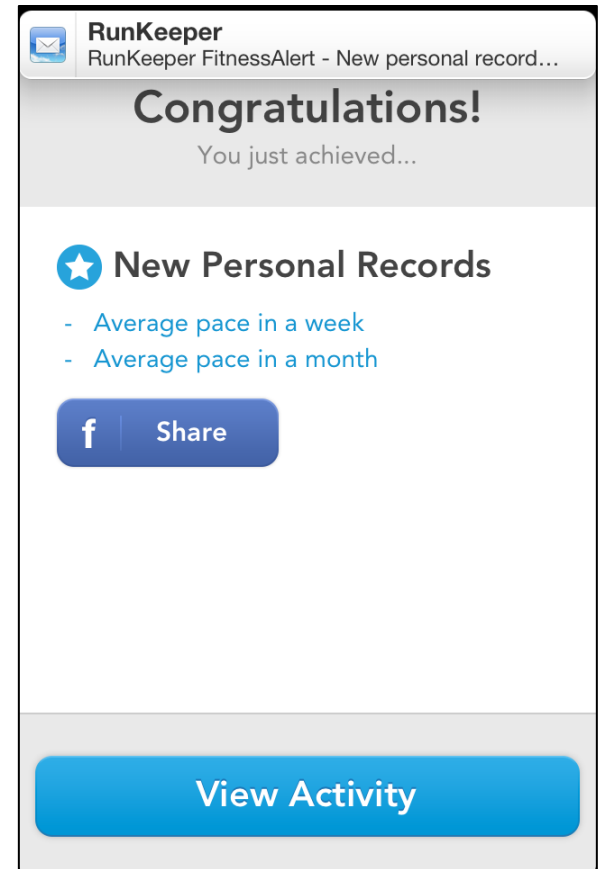 RunKeeper
RunKeeper FitnessAlert - New personal record…
Congratulations!
You just achieved...
New Personal Records
- Average pace in a week
- Average pace in a month
f Share
View Activity